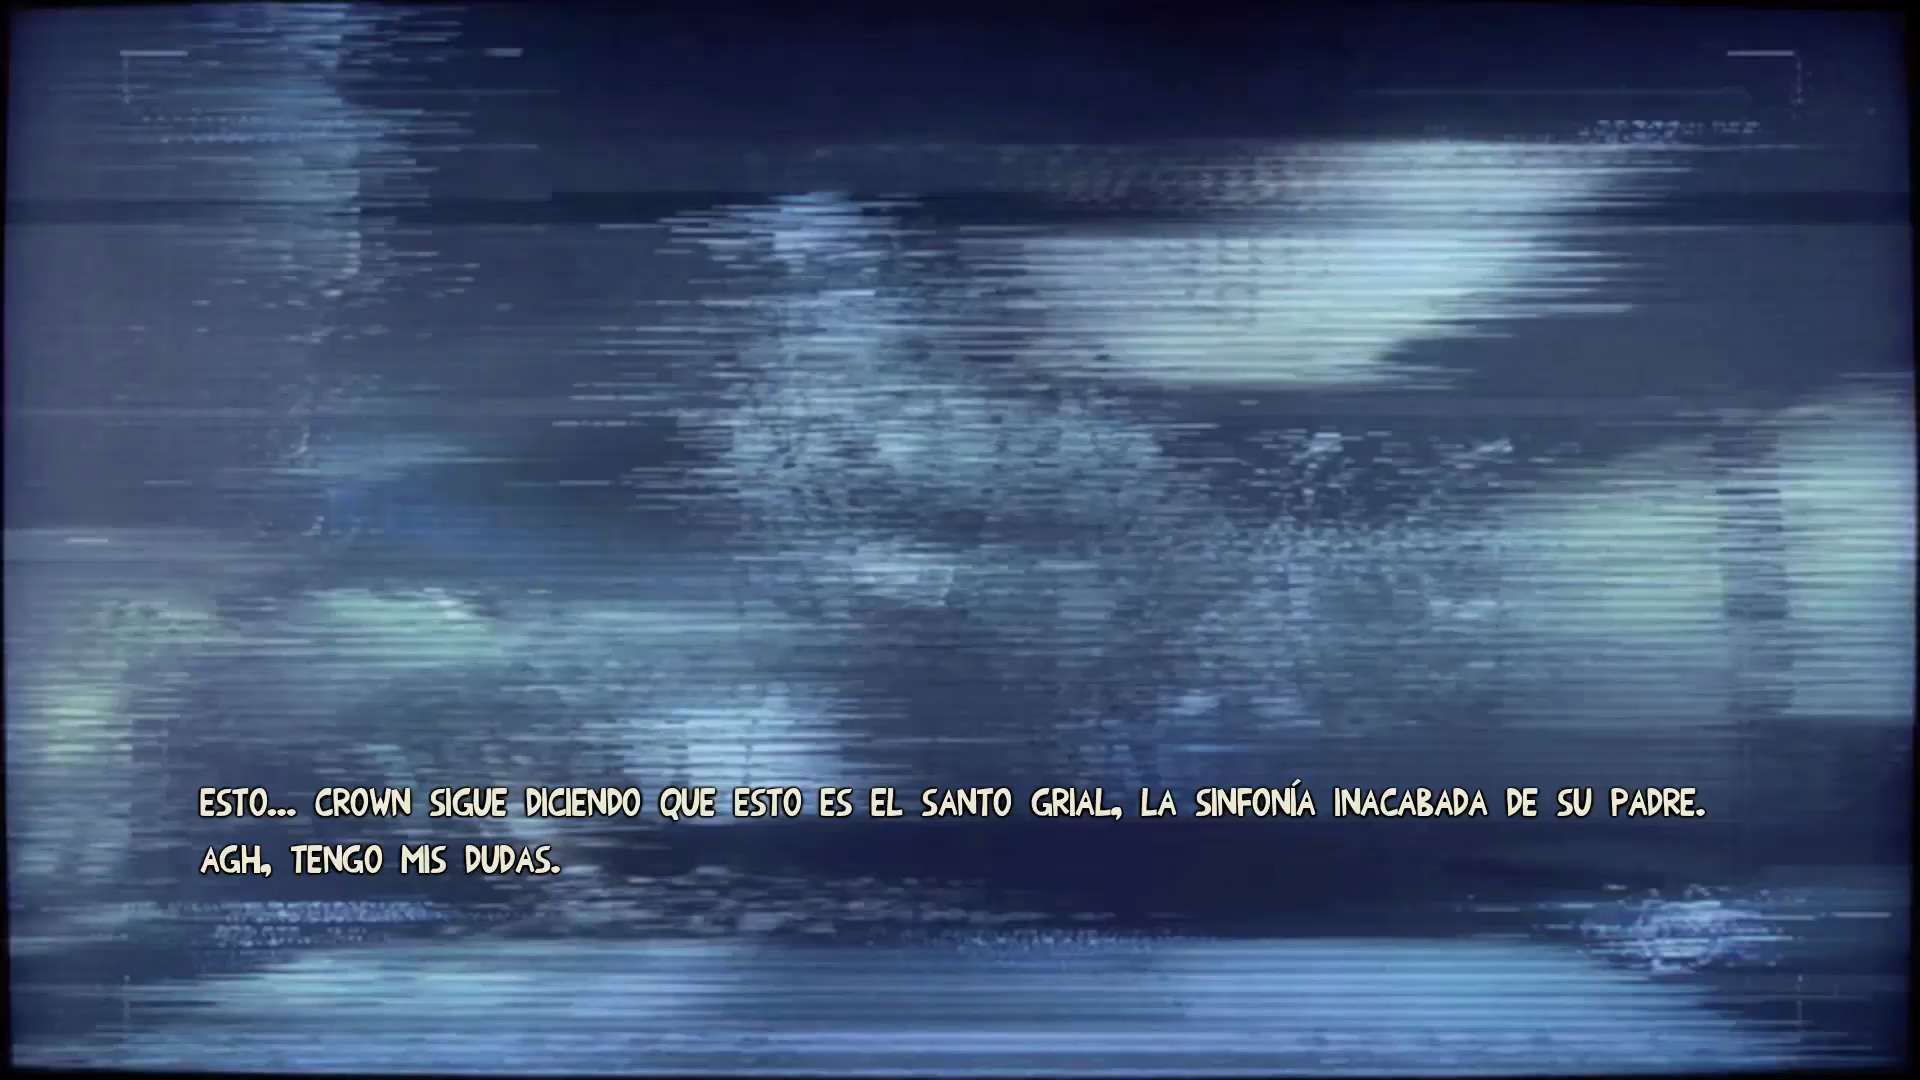 ESTO... CROWN SIGUE DICIENDO QUE ESTO ES EL SANTO GRIAL, LA SINFONÍA INACABADA DE SU PADRE.
AGH, TENGO MIS DUDAS.